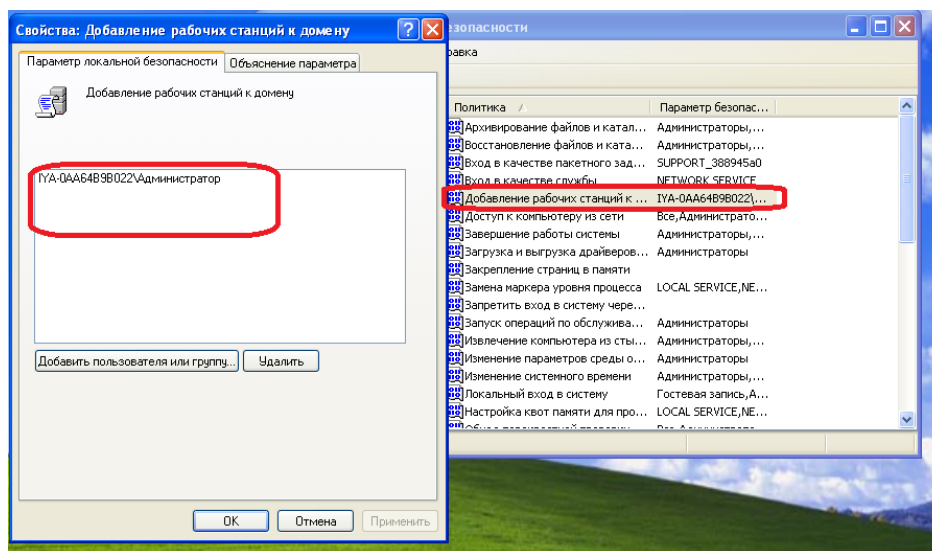 Свойства: Добавление рабочих станций к домену
Параметр локальной безопасности
Объяснение параметра
Добавление рабочих станций к домену
IYA-0AA64B9B022\Администратор
Добавить пользователя или группу...
Удалить
OK
Отмена
Применить
езопасности
равка
Политика
Параметр безопас...
Архивирование файлов и катал... Администраторы,...
Восстановление файлов и ката... Администраторы,...
Вход в качестве пакетного зад... SUPPORT_388945a0
Вход в качестве службы NETWORK SERVICE
Добавление рабочих станций к ... IYA-0AA64B9B022\...
Доступ к компьютеру из сети Все,Администрато...
Завершение работы системы Администраторы,...
Загрузка и выгрузка драйверов... Администраторы
Закрепление страниц в памяти
Замена маркера уровня процесса LOCAL SERVICE,NE...
Запретить вход в систему чере...
Запуск операций по обслужива... Администраторы
Извлечение компьютера из сты... Администраторы,...
Изменение параметров среды о... Администраторы
Изменение системного времени Администраторы,...
Локальный вход в систему Гостевая запись,А...
Настройка квот памяти для про... LOCAL SERVICE,NE...